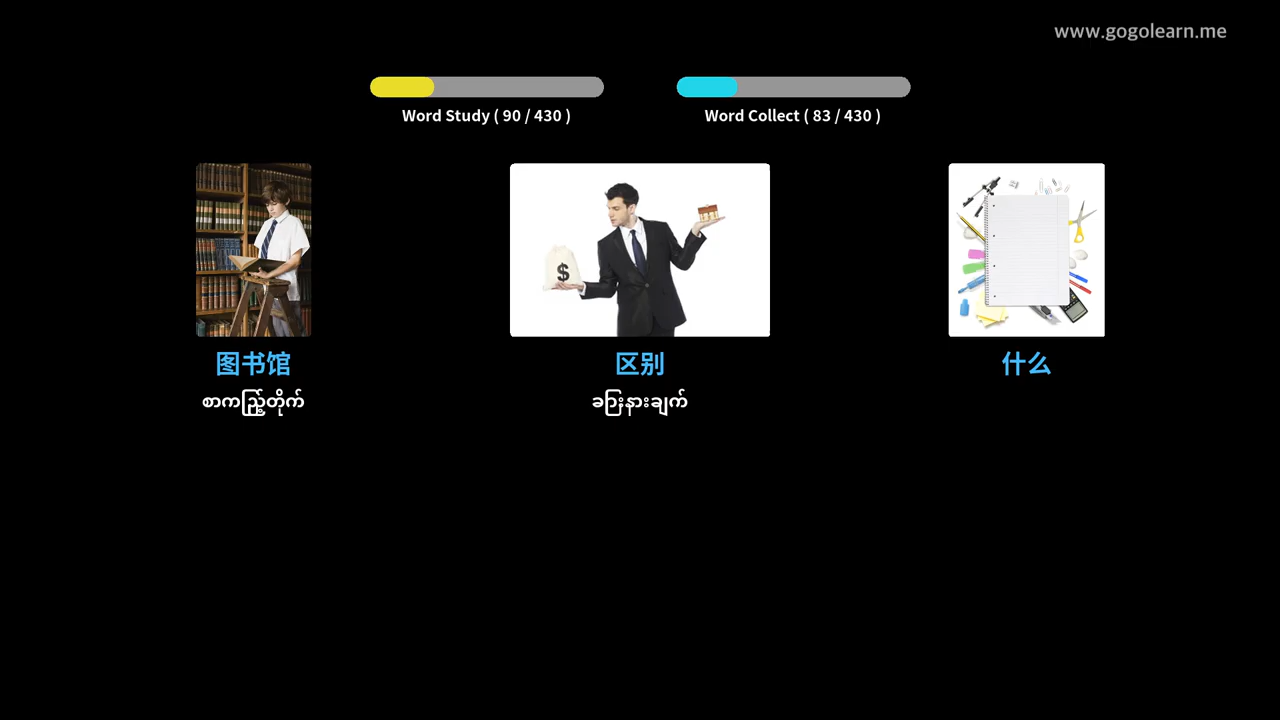 www.gogolearn.me
Word Study ( 90 / 430 )
Word Collect ( 83 / 430 )
$
图书馆
区别
什么
စာကည့်တိုက်
ခြားနားချက်